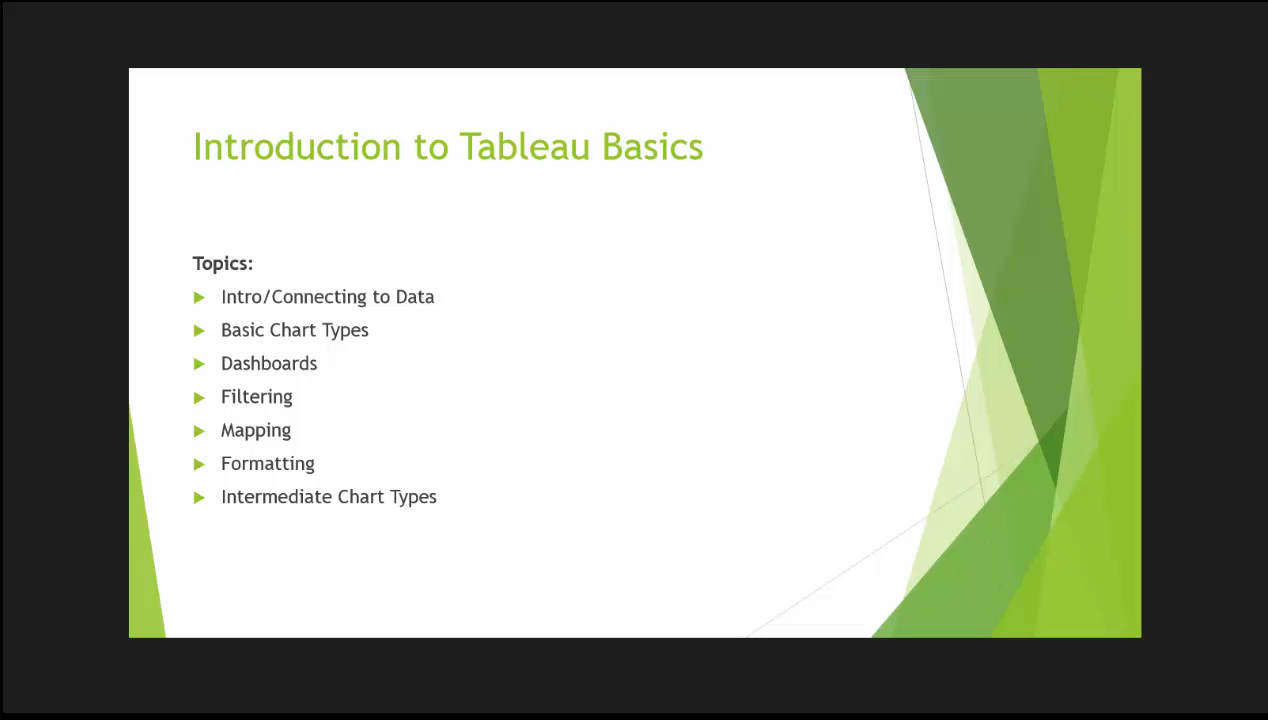 Introduction to Tableau Basics
Topics:
Intro/Connecting to Data
Basic Chart Types
Dashboards
Filtering
Mapping
Formatting
Intermediate Chart Types